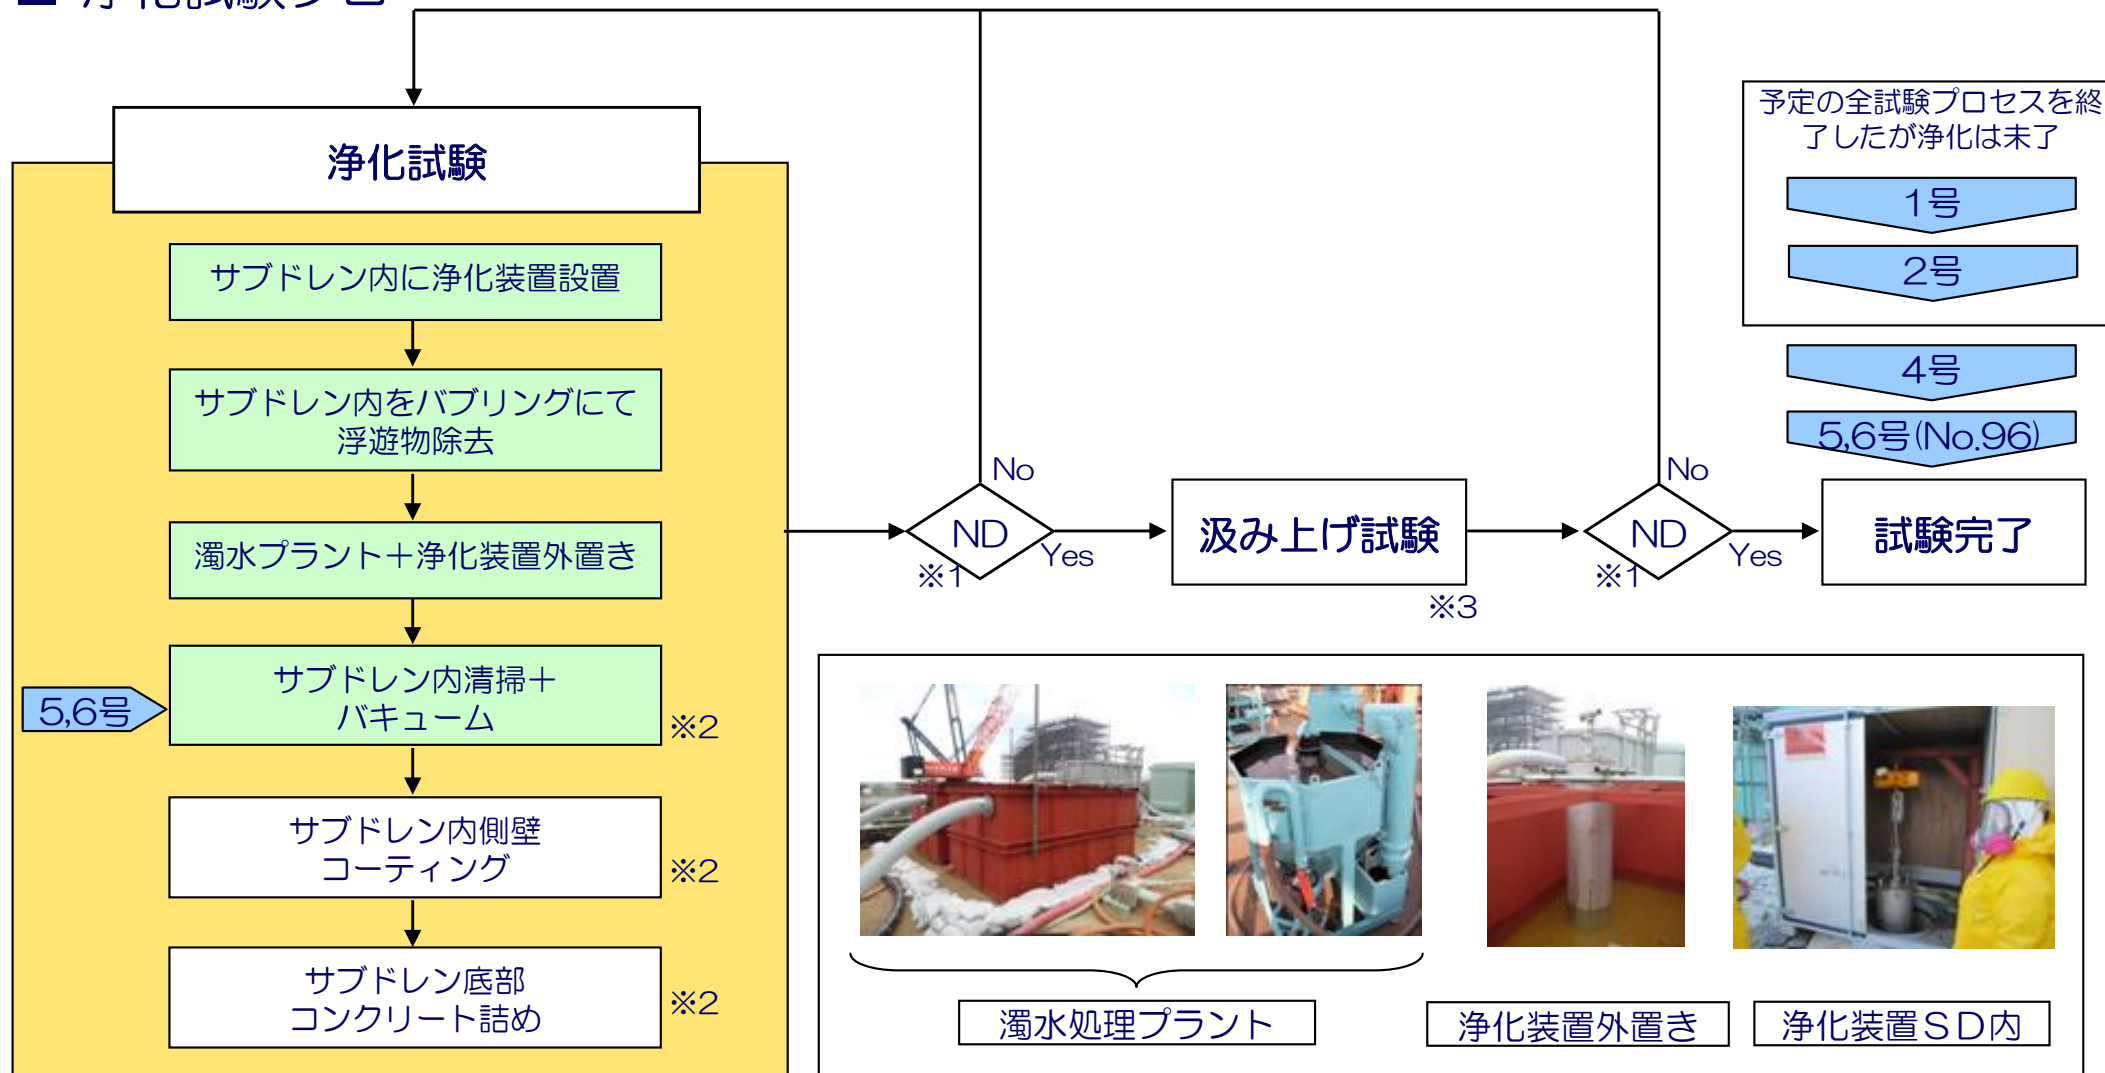 ■ 浄化試験フロー
浄化試験
サブドレン内に浄化装置設置
サブドレン内をバブリングにて
浮遊物除去
濁水プラント＋浄化装置外置き
サブドレン内清掃＋
バキューム
※2
5,6号
サブドレン内側壁
コーティング
※2
サブドレン底部
コンクリート詰め
※2
No
ND
Yes
※1
汲み上げ試験
※3
No
ND
Yes
※1
試験完了
予定の全試験プロセスを終
了したが浄化は未了
1号
2号
4号
5,6号(No.96)
濁水処理プラント
浄化装置外置き
浄化装置ＳＤ内